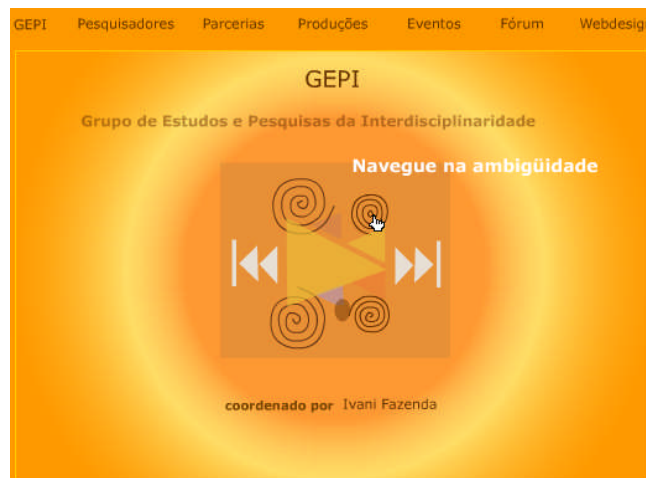 GEPI Pesquisadores Parcerias Produções Eventos Fórum Webdesig
GEPI
Grupo de Estudos e Pesquisas da Interdisciplinaridade
Navegue na ambigüidade
coordenado por Ivani Fazenda